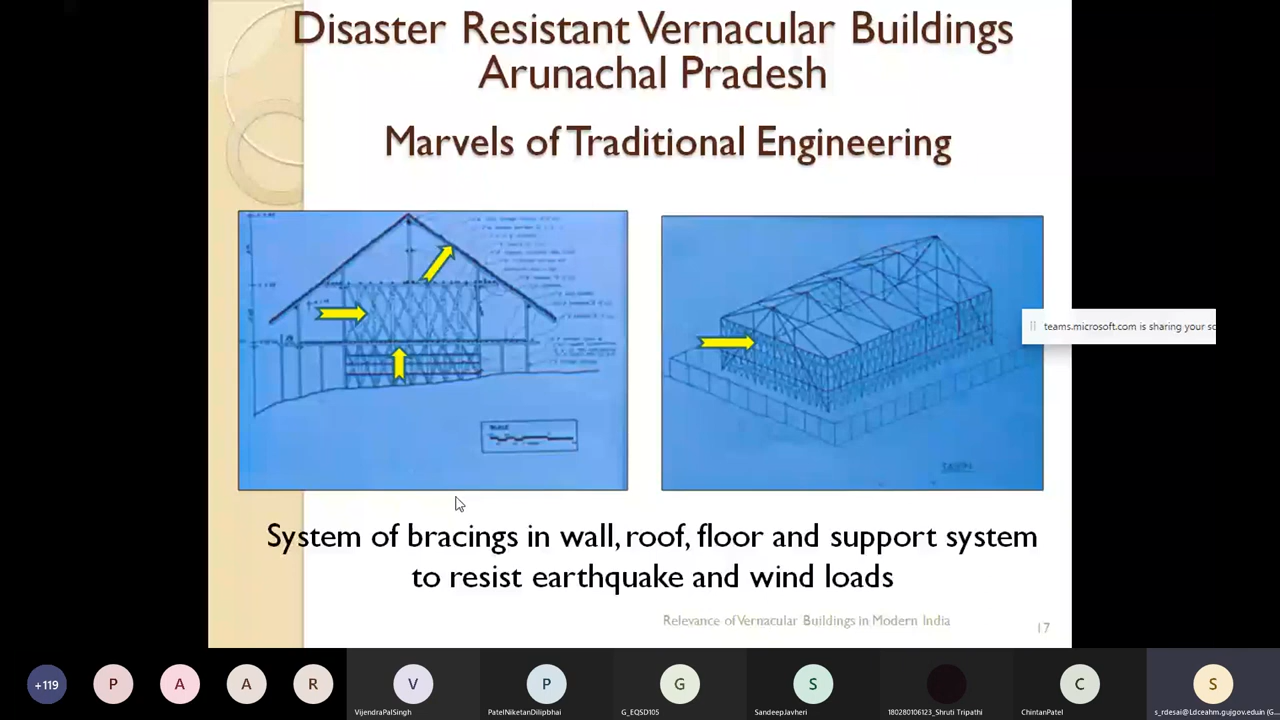 Disaster Resistant Vernacular Buildings
Arunachal Pradesh
Marvels of Traditional Engineering
SCALE
teams.microsoft.com is sharing your sc
System of bracings in wall, roof, floor and support system
to resist earthquake and wind loads
Relevance of Vernacular Buildings in Modern India
17
+119
P
A
A
R
V
P
G
S
C
S
VijendraPalSingh
PatelNiketanDilipbhai
G_EQSD105
SandeepJavheri
180280106123_Shruti Tripathi
ChintanPatel
s_rdesai@Ldceahm.gujgov.eduin (G...